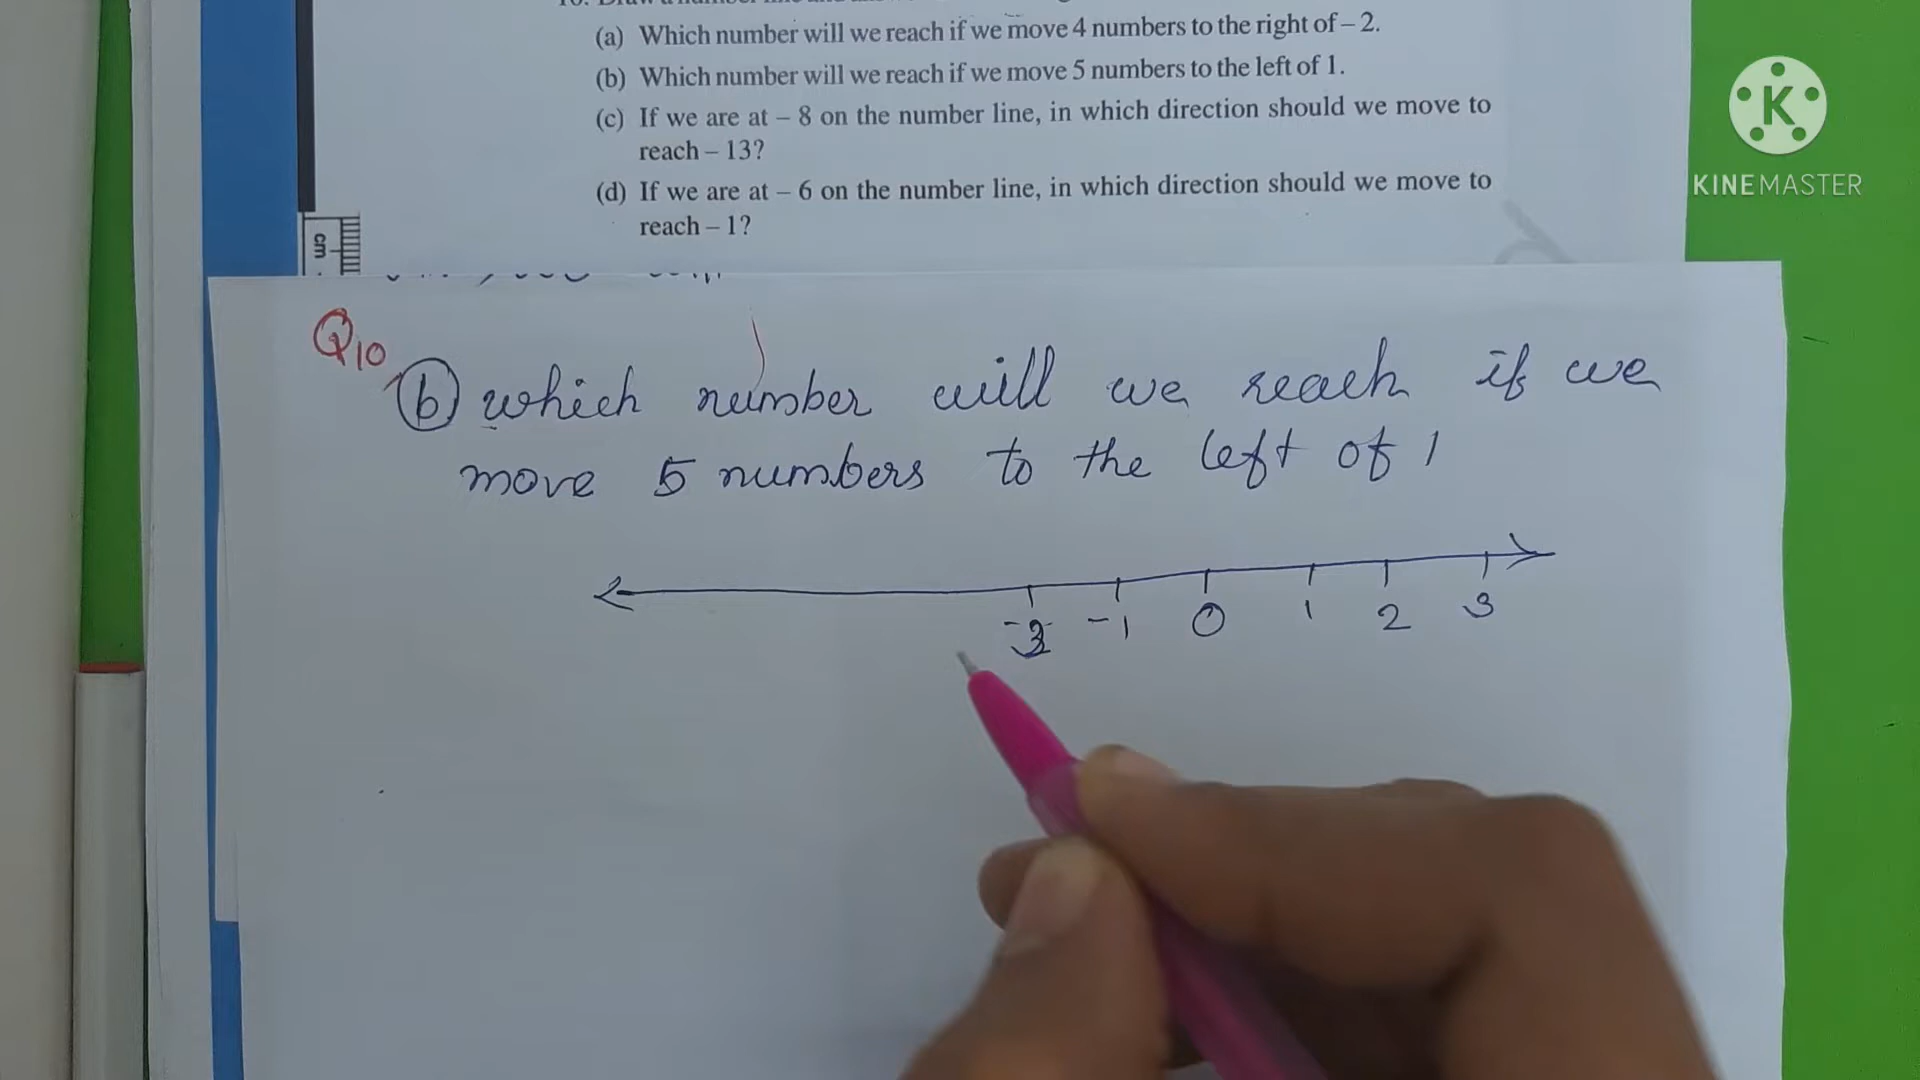 (a) Which number will we reach if we move 4 numbers to the right of – 2.
(b) Which number will we reach if we move 5 numbers to the left of 1.
(c) If we are at – 8 on the number line, in which direction should we move to
reach – 13?
(d) If we are at – 6 on the number line, in which direction should we move to
reach – 1?
KINEMASTER
cm
Q10
(b) which number will we reach if we
move 5 numbers to the left of 1
-1 0 1 2 3